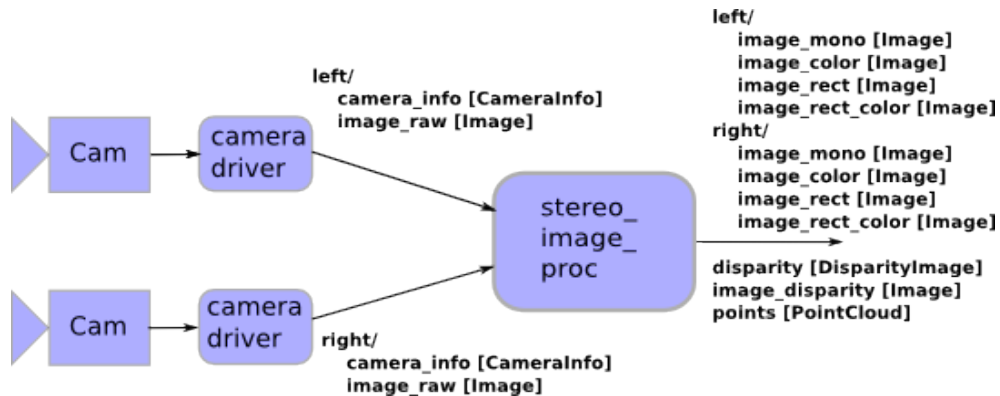 Cam
camera
driver
left/
camera_info [CameraInfo]
image_raw [Image]
Cam
camera
driver
right/
camera_info [CameraInfo]
image_raw [Image]
stereo_
image_
proc
left/
image_mono [Image]
image_color [Image]
image_rect [Image]
image_rect_color [Image]
right/
image_mono [Image]
image_color [Image]
image_rect [Image]
image_rect_color [Image]
disparity [DisparityImage]
image_disparity [Image]
points [PointCloud]